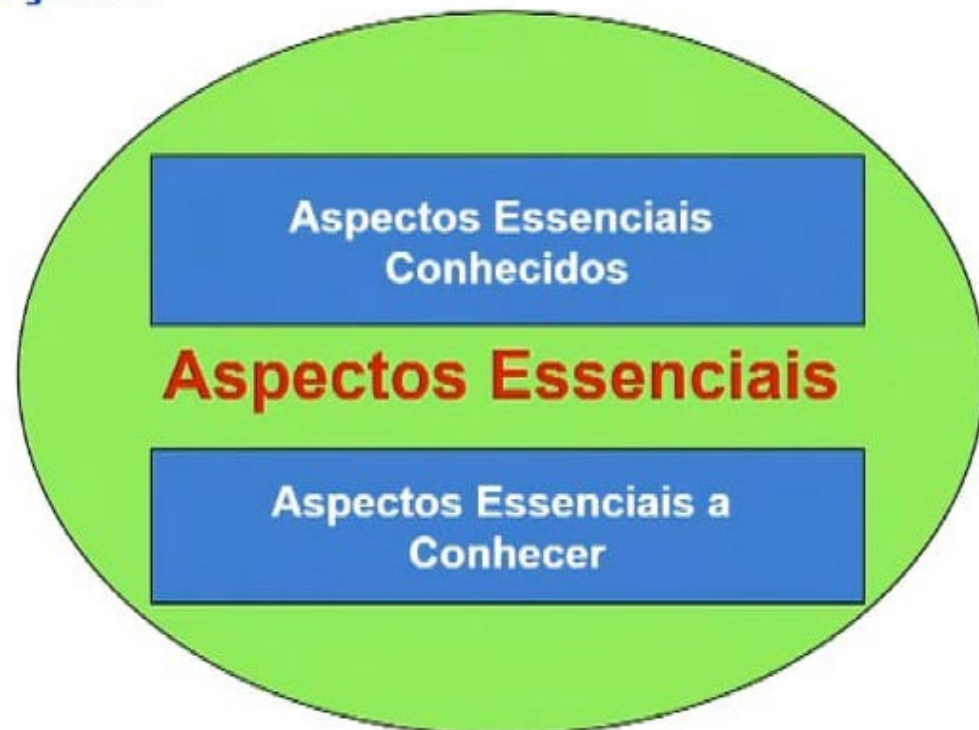 Aspectos Essenciais
Conhecidos
Aspectos Essenciais
Aspectos Essenciais a
Conhecer